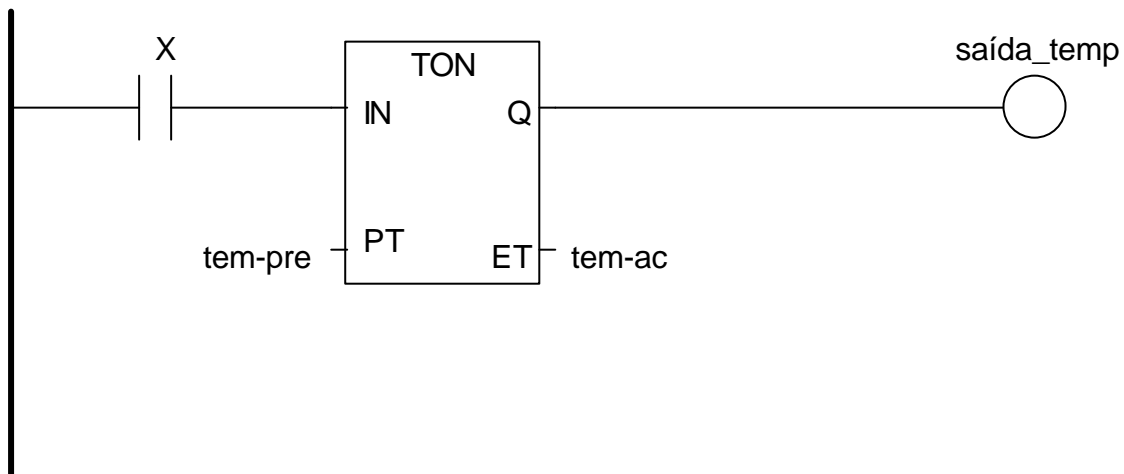 X
saída_temp
TON
IN
Q
PT
tem-pre
ET
tem-ac